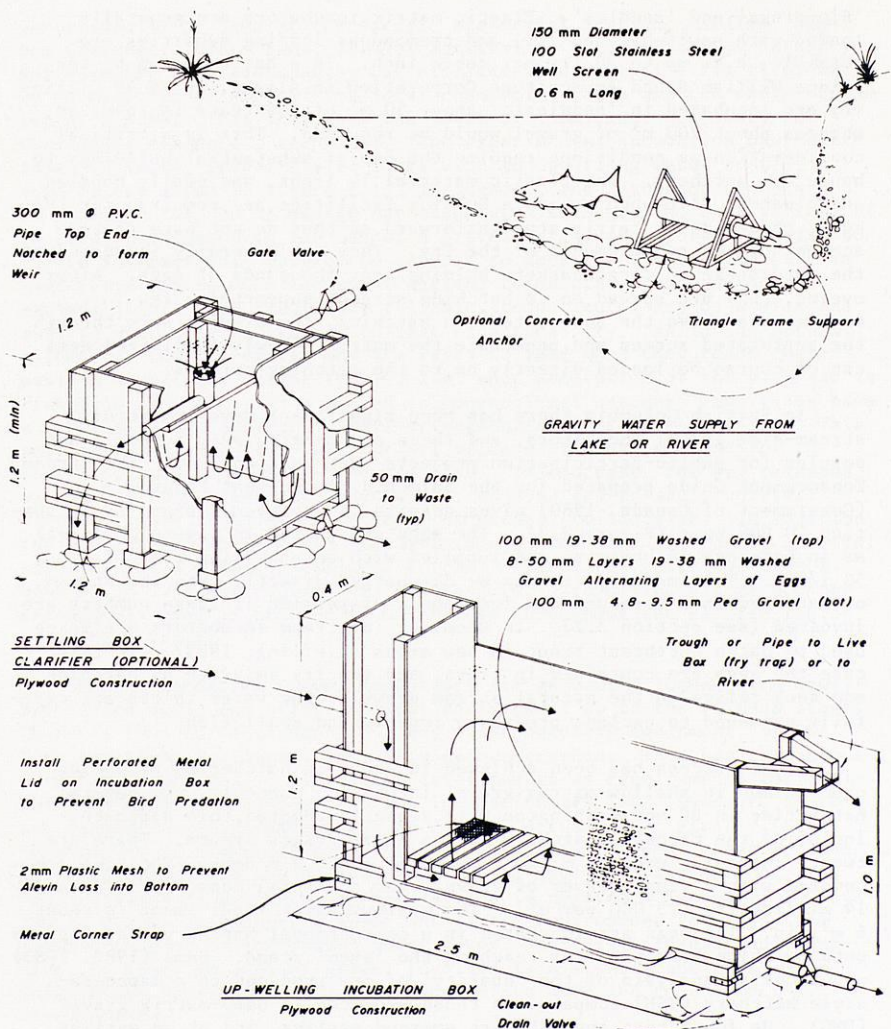 150 mm Diameter
100 Slot Stainless Steel
Well Screen
0.6 m Long
300 mm Φ P.V.C.
Pipe Top End
Notched to form
Weir
Gate Valve
1.2 m
Optional Concrete
Anchor
Triangle Frame Support
1.2 m (min)
GRAVITY WATER SUPPLY FROM
LAKE OR RIVER
50 mm Drain
to Waste
(typ)
1.2 m
100 mm 19-38 mm Washed Gravel (top)
8-50 mm Layers 19-38 mm Washed
Gravel Alternating Layers of Eggs
100 mm 4.8-9.5 mm Pea Gravel (bot)
0.4 m
SETTLING BOX
CLARIFIER (OPTIONAL)
Plywood Construction
Trough or Pipe to Live
Box (fry trap) or to
River
Install Perforated Metal
Lid on Incubation Box
to Prevent Bird Predation
1.2 m
2 mm Plastic Mesh to Prevent
Alevin Loss into Bottom
1.0 m
Metal Corner Strap
2.5 m
UP-WELLING INCUBATION BOX
Plywood Construction
Clean-out
Drain Valve